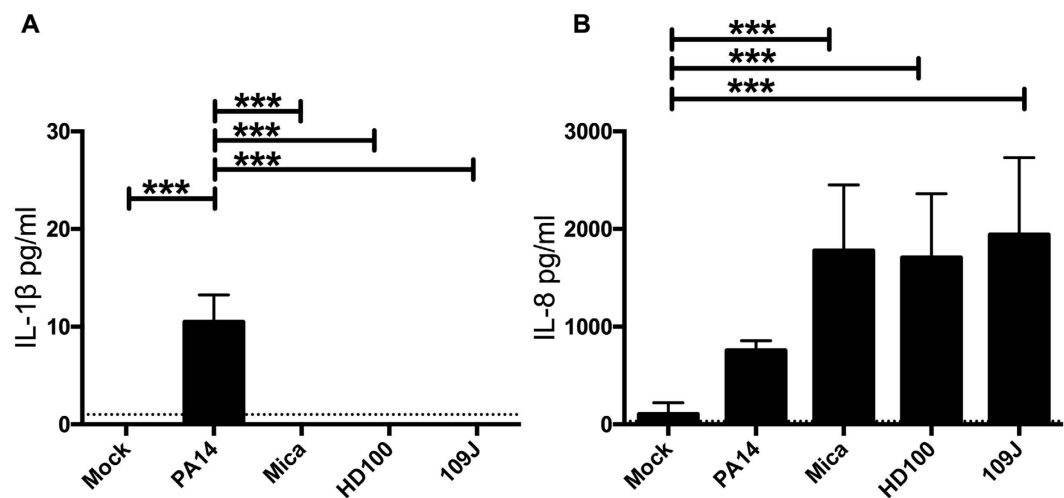 A
***
***
***
***
30
20
10
0
IL-1β pg/ml
Mock
PA14
Mica
HD100
109J
B
***
***
***
3000
2000
1000
0
IL-8 pg/ml
Mock
PA14
Mica
HD100
109J